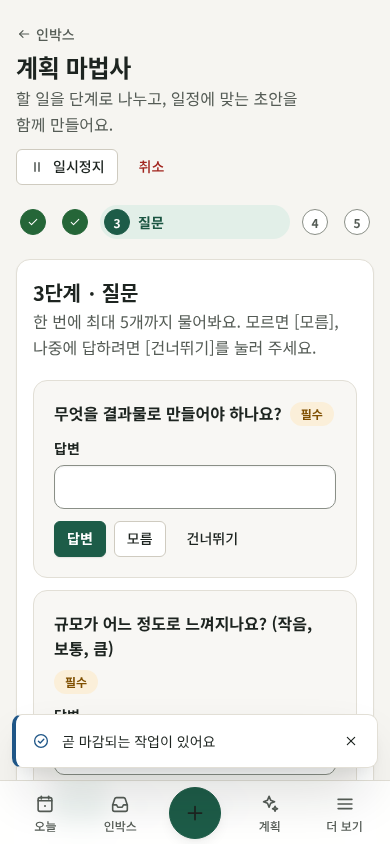 인박스
계획 마법사
할 일을 단계로 나누고, 일정에 맞는 초안을
함께 만들어요.
일시정지 취소
3 질문 4 5
3단계 · 질문
한 번에 최대 5개까지 물어봐요. 모르면 [모름],
나중에 답하려면 [건너뛰기]를 눌러 주세요.
무엇을 결과물로 만들어야 하나요? 필수
답변
답변 모름 건너뛰기
규모가 어느 정도로 느껴지나요? (작음,
보통, 큼)
필수
곧 마감되는 작업이 있어요
오늘 인박스 계획 더 보기